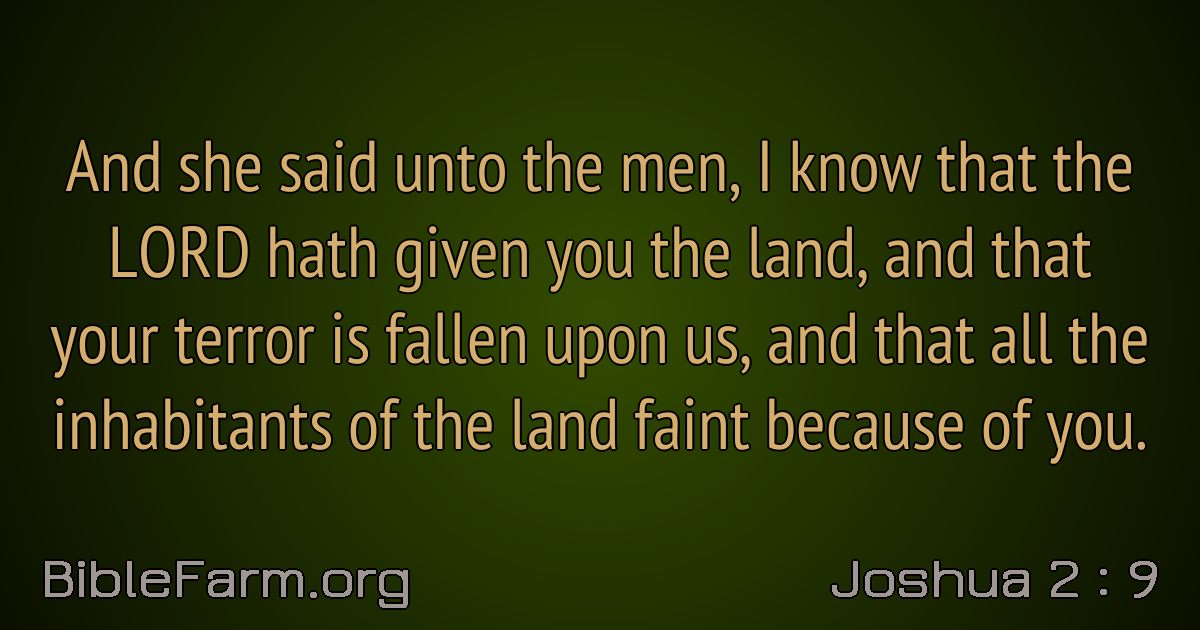 And she said unto the men, I know that the
LORD hath given you the land, and that
your terror is fallen upon us, and that all the
inhabitants of the land faint because of you.
BibleFarm.org
Joshua 2 : 9